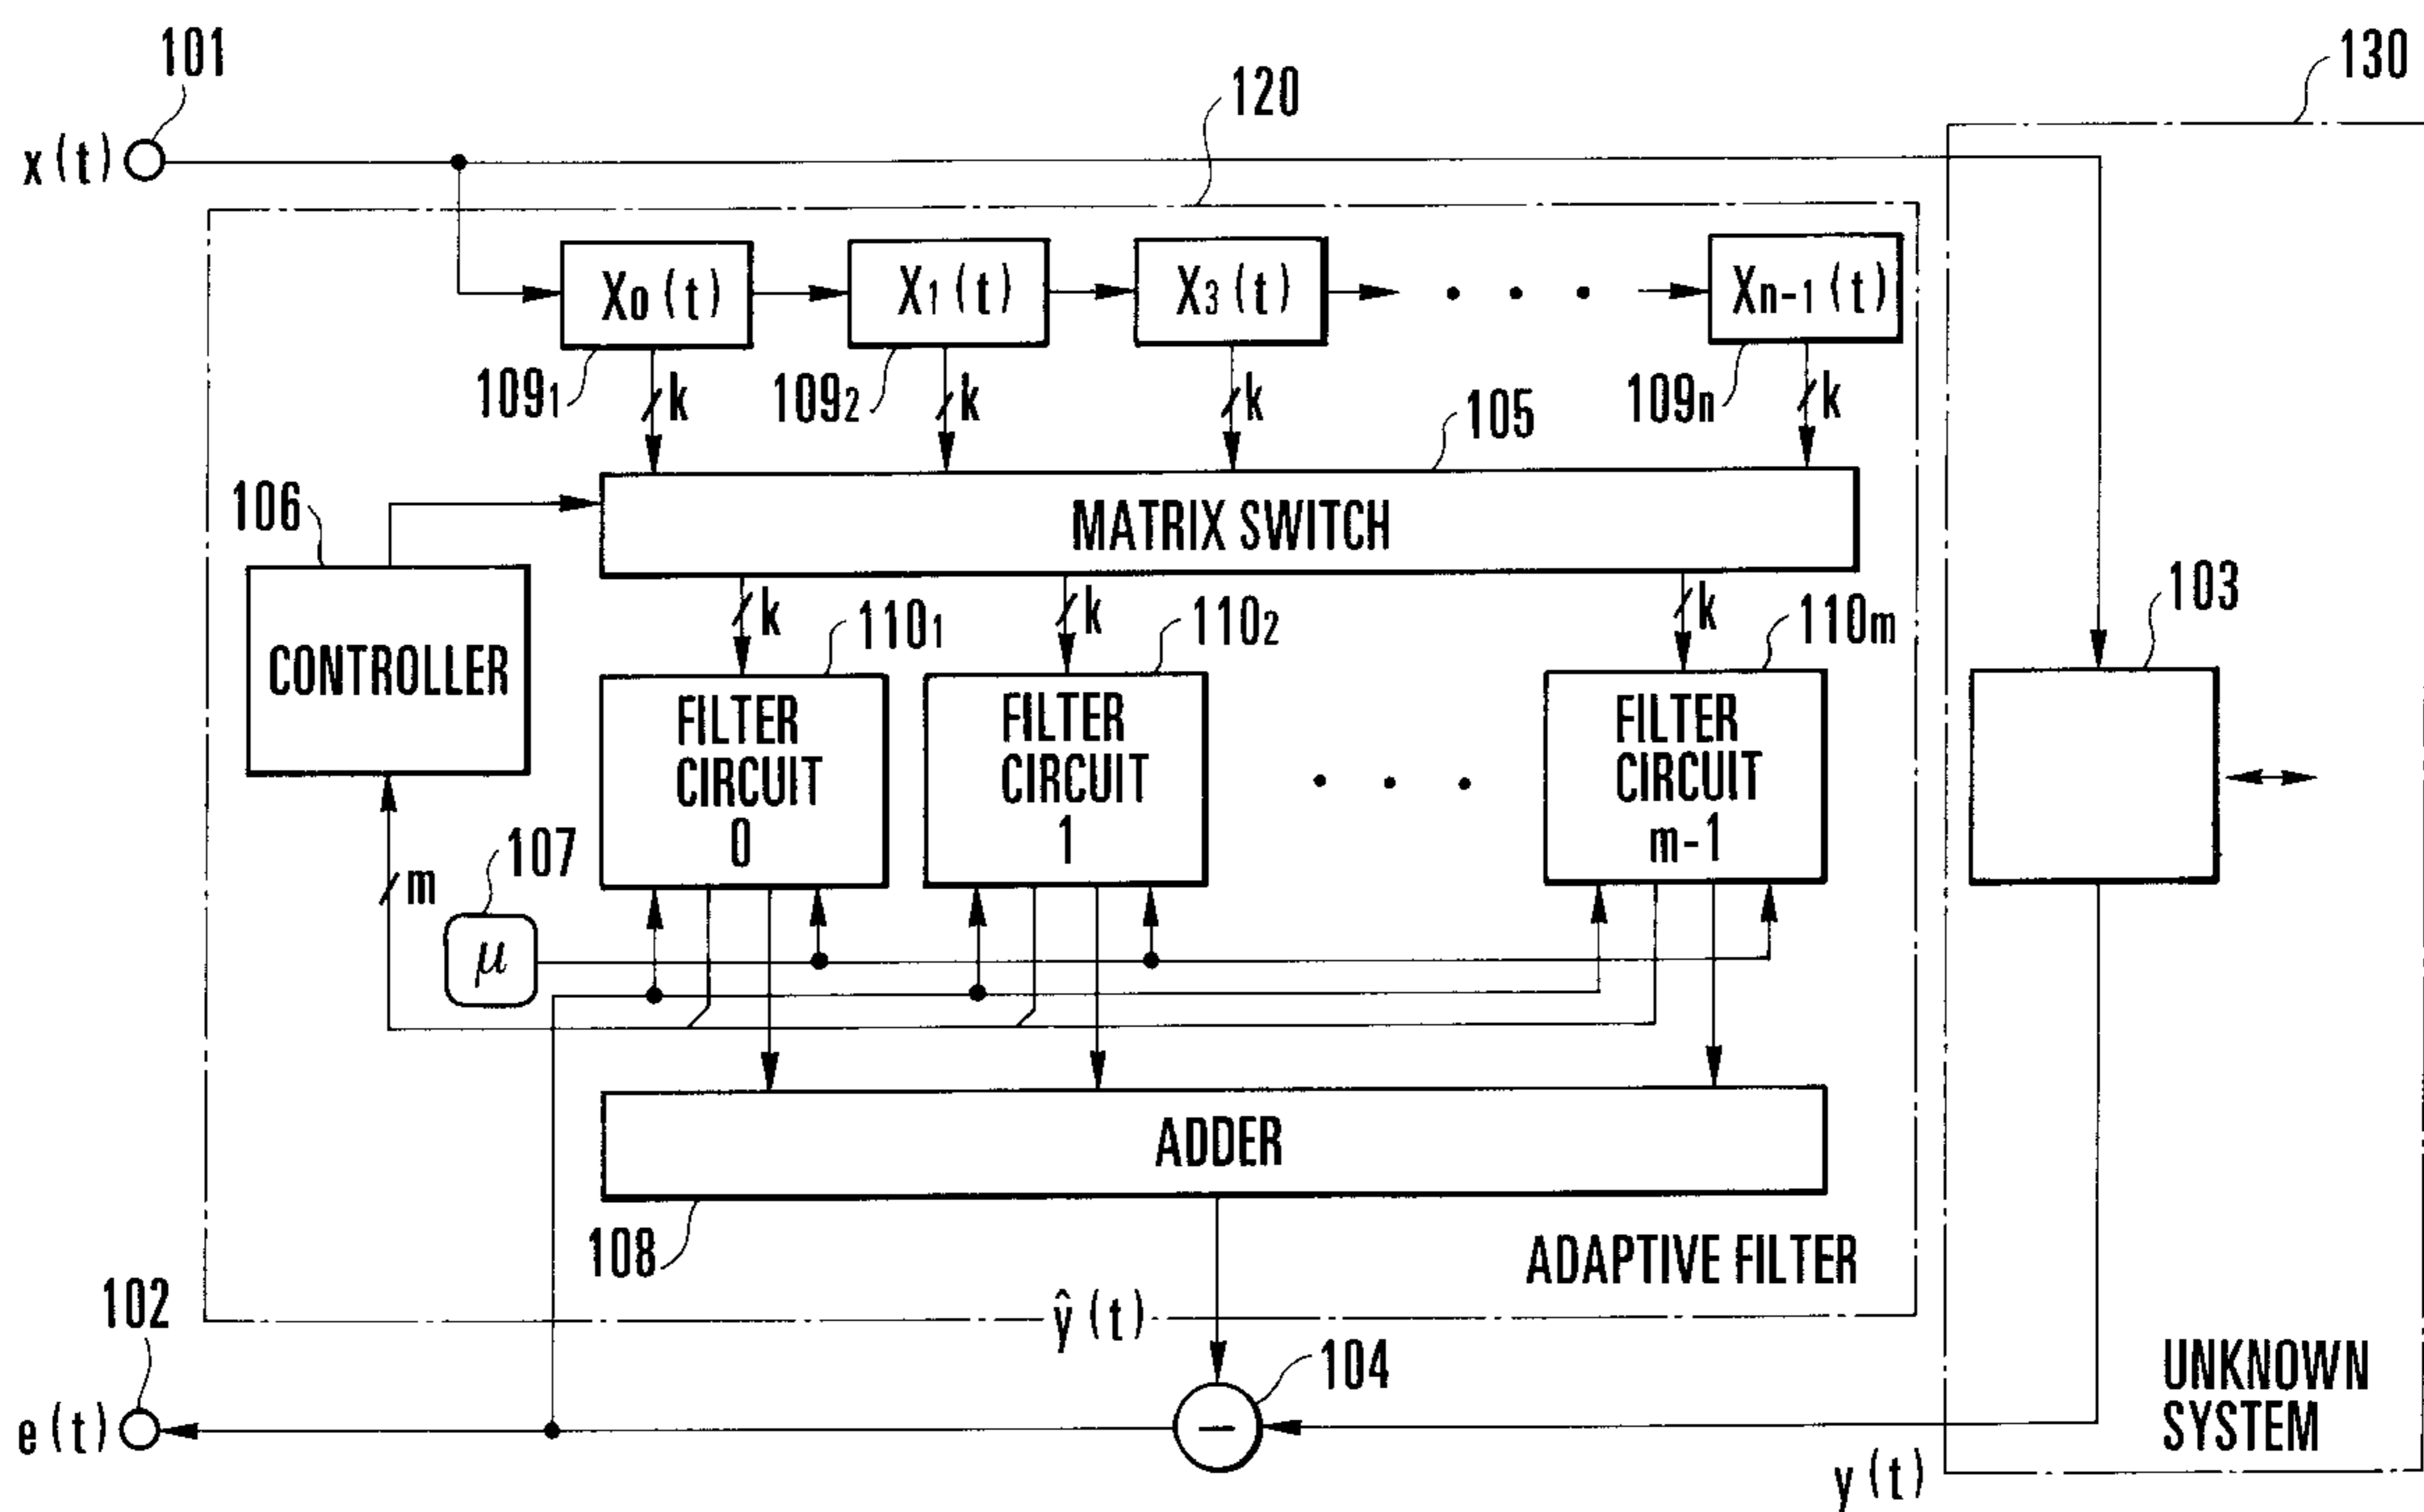 101
120
130
x(t)
X0(t)
X1(t)
X3(t)
• • •
Xn-1(t)
1091
k
1092
k
k
109n
k
105
106
MATRIX SWITCH
k
1101
k
1102
k
110m
103
CONTROLLER
FILTER
CIRCUIT
0
FILTER
CIRCUIT
1
• • •
FILTER
CIRCUIT
m-1
m
107
μ
ADDER
108
ADAPTIVE FILTER
102
ŷ(t)
104
e(t)
−
y(t)
UNKNOWN
SYSTEM